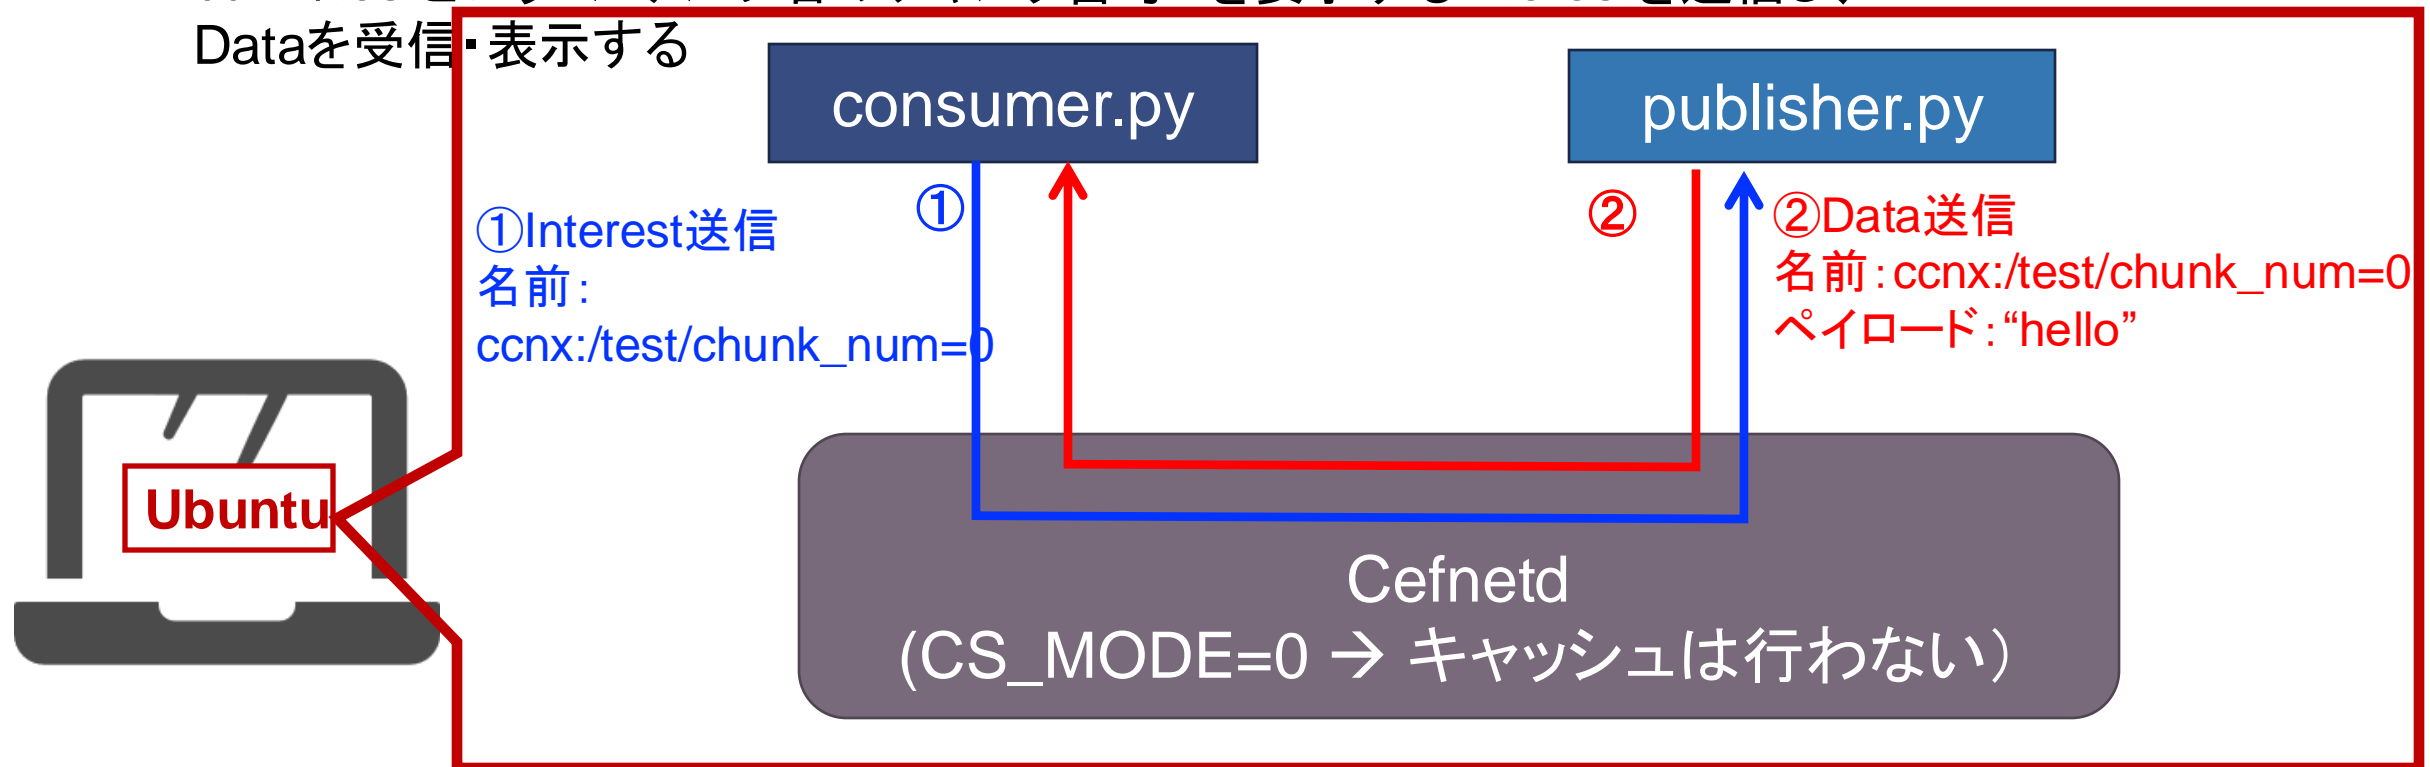 Dataを受信・表示する
consumer.py
publisher.py
①
①Interest送信
名前：
ccnx:/test/chunk_num=0
②
②Data送信
名前：ccnx:/test/chunk_num=0
ペイロード：“hello”
Ubuntu
Cefnetd
(CS_MODE=0 → キャッシュは行わない）